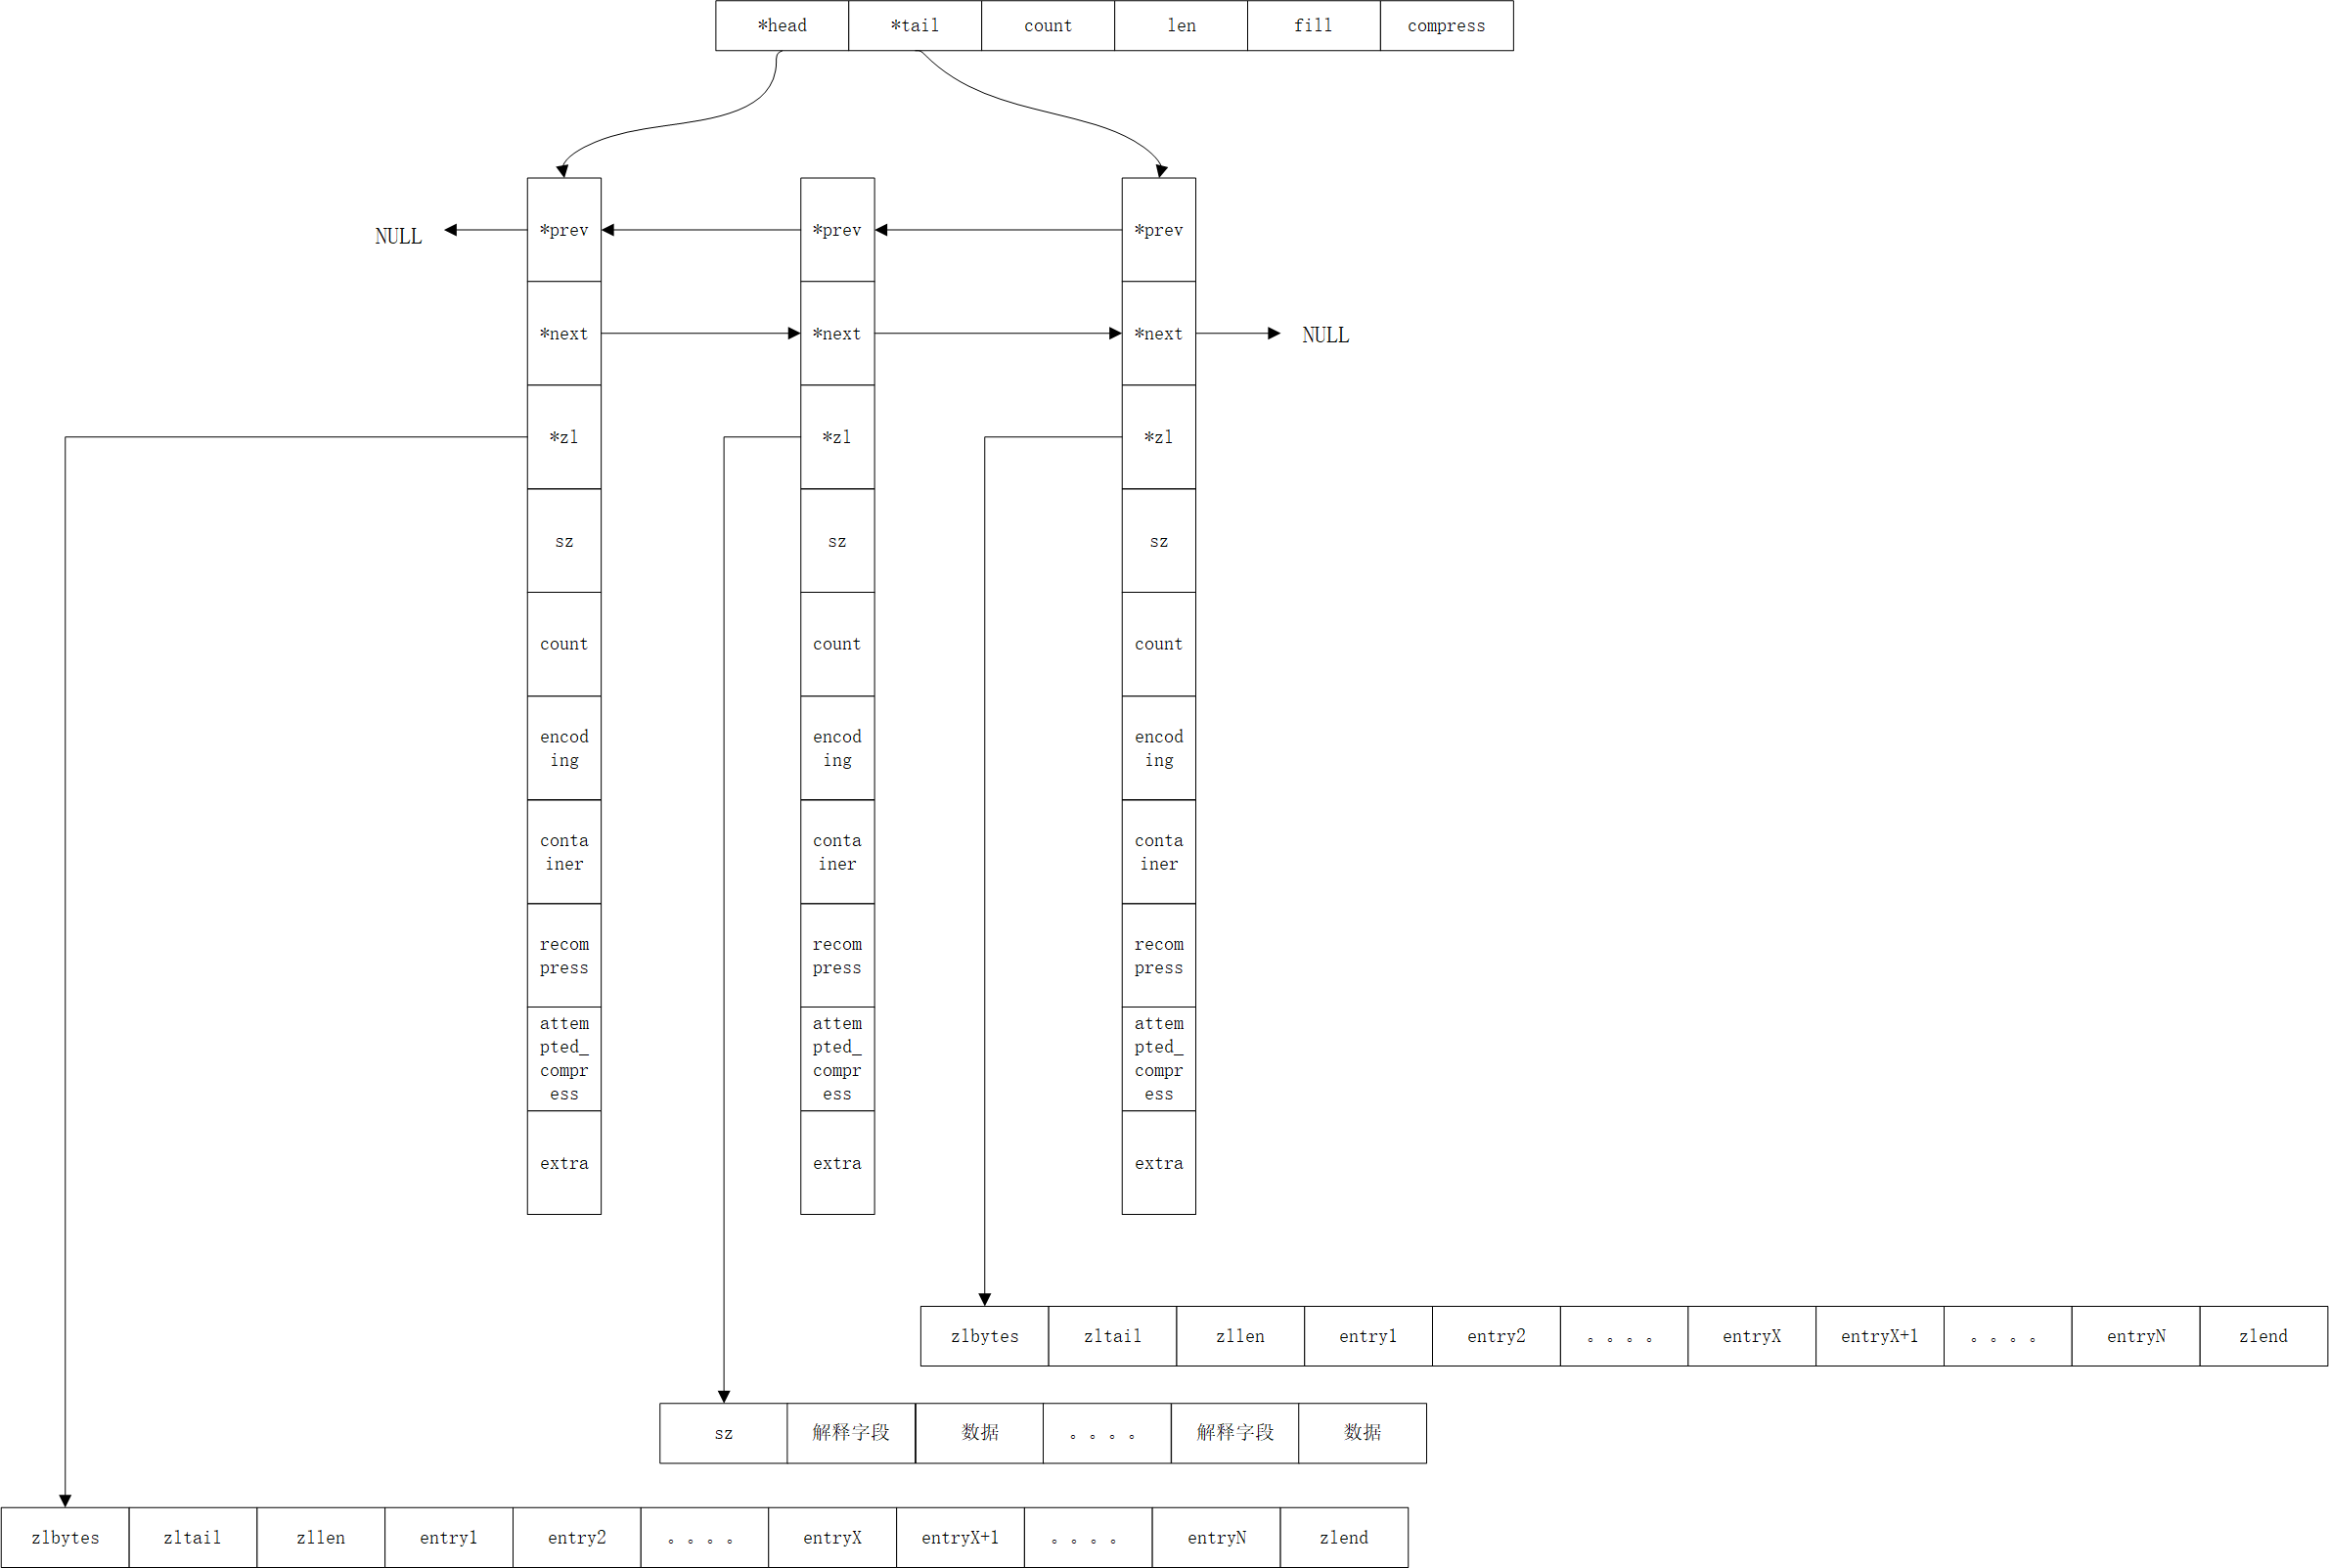 *head *tail count len fill compress
*prev *prev *prev
NULL
*next *next *next
NULL
*zl *zl *zl
sz sz sz
count count count
encod encod encod
ing ing ing
conta conta conta
iner iner iner
recom recom recom
press press press
attem attem attem
pted_ pted_ pted_
compr compr compr
ess ess ess
extra extra extra
zlbytes zltail zllen entry1 entry2 。。。。 entryX entryX+1 。。。。 entryN zlend
sz 解释字段 数据 。。。。 解释字段 数据
zlbytes zltail zllen entry1 entry2 。。。。 entryX entryX+1 。。。。 entryN zlend